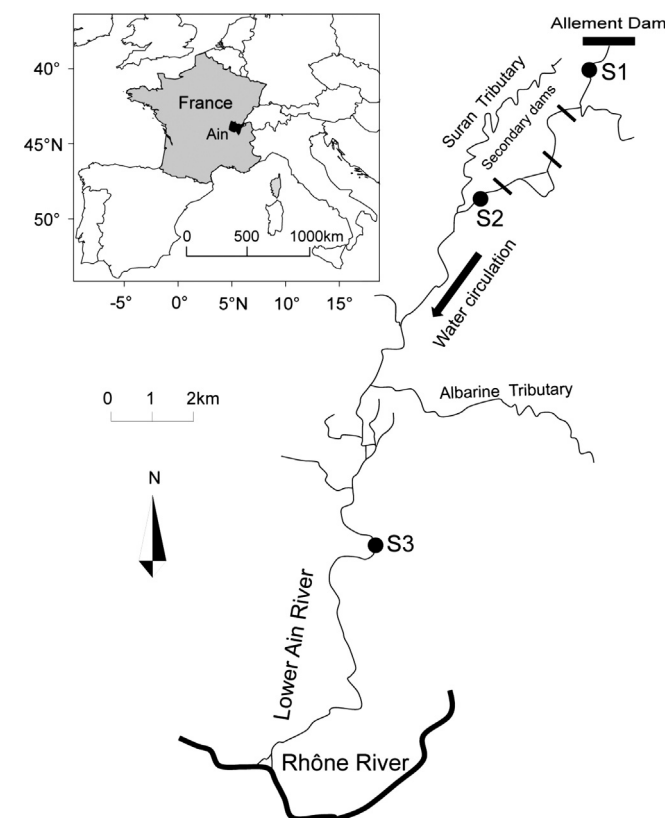 Allement Dam
S1
Suran Tributary
Secondary dams
S2
Water circulation
40°
45°
50°
France
Ain
0 500 1000km
-5° 0° 5°N 10° 15°
0 1 2km
Albarine Tributary
N
S3
Lower Ain River
Rhône River